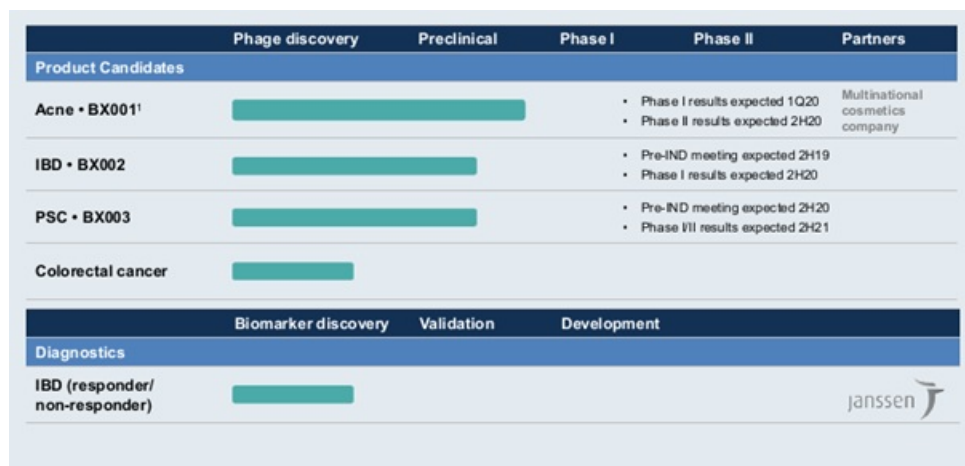 Phage discovery Preclinical Phase I Phase II Partners
Product Candidates
Acne • BX001¹
• Phase I results expected 1Q20
• Phase II results expected 2H20
Multinational
cosmetics
company
IBD • BX002
• Pre-IND meeting expected 2H19
• Phase I results expected 2H20
PSC • BX003
• Pre-IND meeting expected 2H20
• Phase I/II results expected 2H21
Colorectal cancer
Biomarker discovery Validation Development
Diagnostics
IBD (responder/
non-responder)
janssen